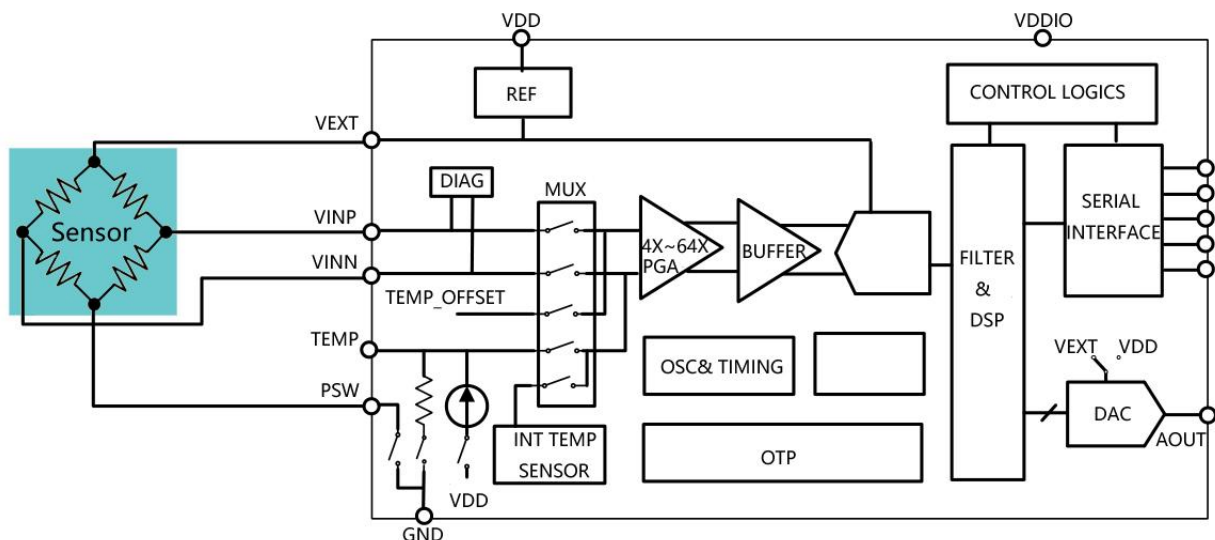 VDD
VDDIO
REF
CONTROL LOGICS
VEXT
DIAG
MUX
VINP
Sensor
4X~64X
PGA
BUFFER
FILTER
&
DSP
SERIAL
INTERFACE
VINN
TEMP_OFFSET
TEMP
OSC& TIMING
VEXT
VDD
PSW
DAC
AOUT
INT TEMP
SENSOR
OTP
VDD
GND